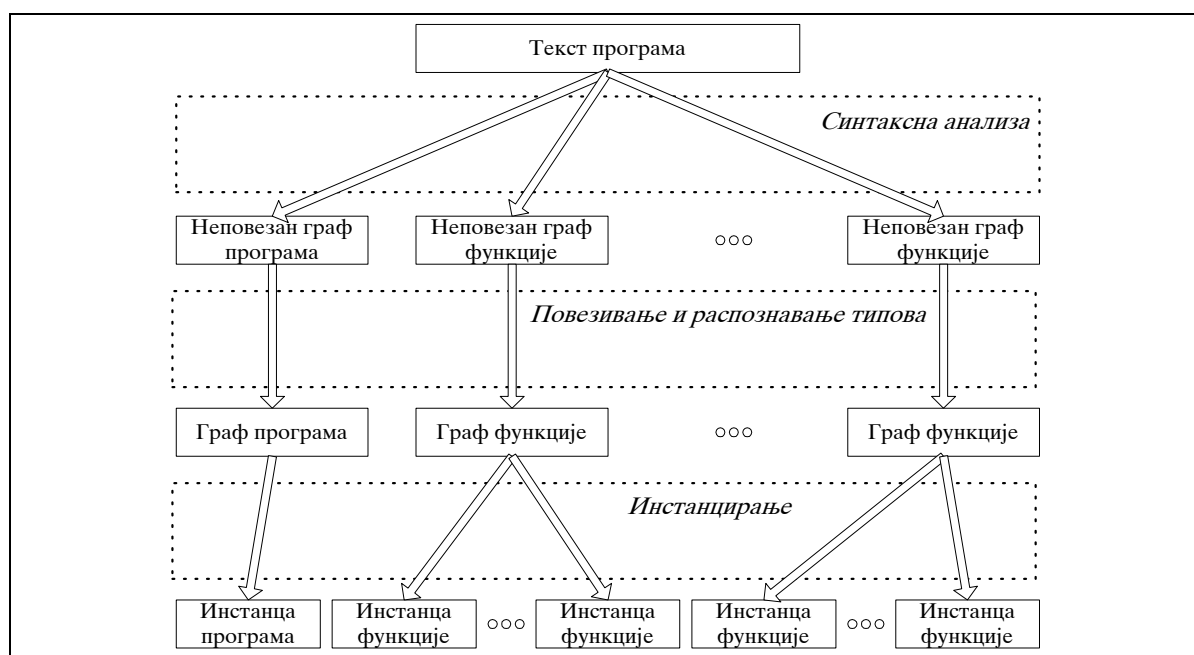 Текст програма
Синтаксна анализа
Неповезан граф
програма
Неповезан граф
функције
Неповезан граф
функције
Повезивање и распознавање типова
Граф програма
Граф функције
Граф функције
Инстанцирање
Инстанца
програма
Инстанца
функције
Инстанца
функције
Инстанца
функције
Инстанца
функције